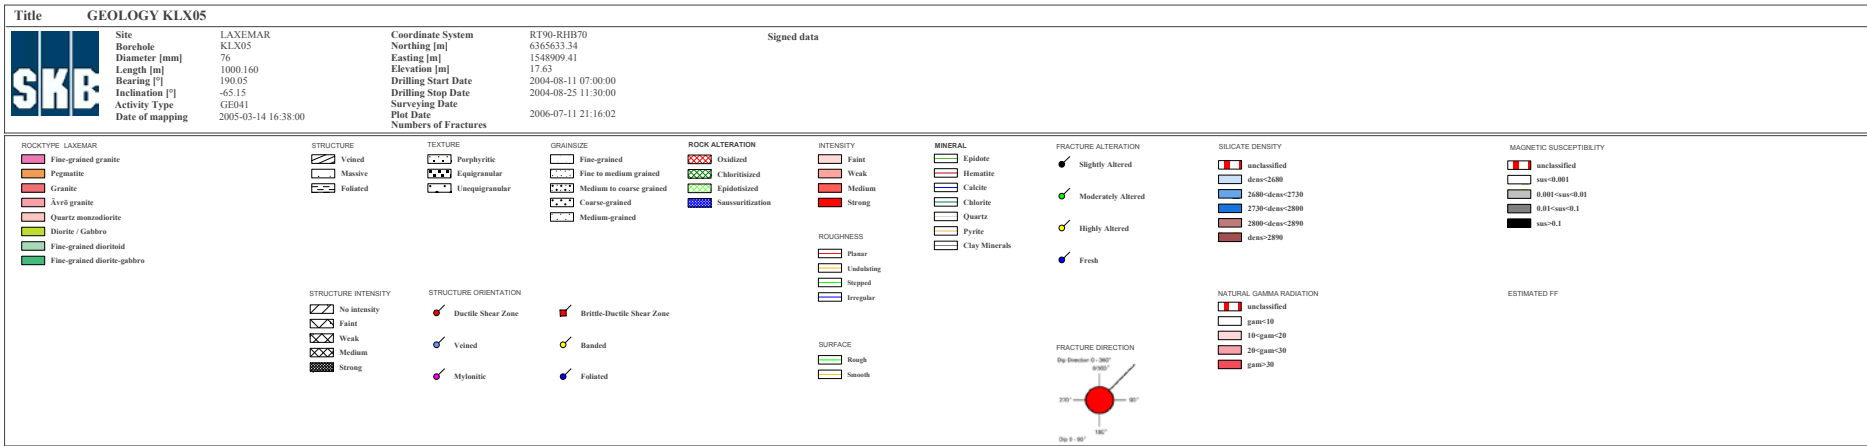 Title GEOLOGY KLX05
SKB
Site LAXEMAR
Borehole KLX05
Diameter [mm] 76
Length [m] 1000.160
Bearing [°] 190.05
Inclination [°] -65.15
Activity Type GE041
Date of mapping 2005-03-14 16:38:00
Coordinate System RT90-RHB70
Northing [m] 6365633.34
Easting [m] 1548909.41
Elevation [m] 17.63
Drilling Start Date 2004-08-11 07:00:00
Drilling Stop Date 2004-08-25 11:30:00
Surveying Date
Plot Date 2006-07-11 21:16:02
Numbers of Fractures
Signed data
ROCKTYPE LAXEMAR
Fine-grained granite
Pegmatite
Granite
Ävrö granite
Quartz monzodiorite
Diorite / Gabbro
Fine-grained dioritoid
Fine-grained diorite-gabbro
STRUCTURE
Veined
Massive
Foliated
TEXTURE
Porphyritic
Equigranular
Unequigranular
GRAINSIZE
Fine-grained
Fine to medium grained
Medium to coarse grained
Coarse-grained
Medium-grained
ROCK ALTERATION
Oxidized
Chloritisized
Epidotisized
Saussuritization
INTENSITY
Faint
Weak
Medium
Strong
ROUGHNESS
Planar
Undulating
Stepped
Irregular
SURFACE
Rough
Smooth
MINERAL
Epidote
Hematite
Calcite
Chlorite
Quartz
Pyrite
Clay Minerals
STRUCTURE INTENSITY
No intensity
Faint
Weak
Medium
Strong
STRUCTURE ORIENTATION
Ductile Shear Zone
Brittle-Ductile Shear Zone
Veined
Banded
Mylonitic
Foliated
FRACTURE ALTERATION
Slightly Altered
Moderately Altered
Highly Altered
Fresh
FRACTURE DIRECTION
Dip Direction 0 - 360°
0/360°
270°
90°
180°
Dip 0 - 90°
SILICATE DENSITY
unclassified
dens<2680
2680<dens<2730
2730<dens<2800
2800<dens<2890
dens>2890
NATURAL GAMMA RADIATION
unclassified
gam<10
10<gam<20
20<gam<30
gam>30
MAGNETIC SUSCEPTIBILITY
unclassified
sus<0.001
0.001<sus<0.01
0.01<sus<0.1
sus>0.1
ESTIMATED FF